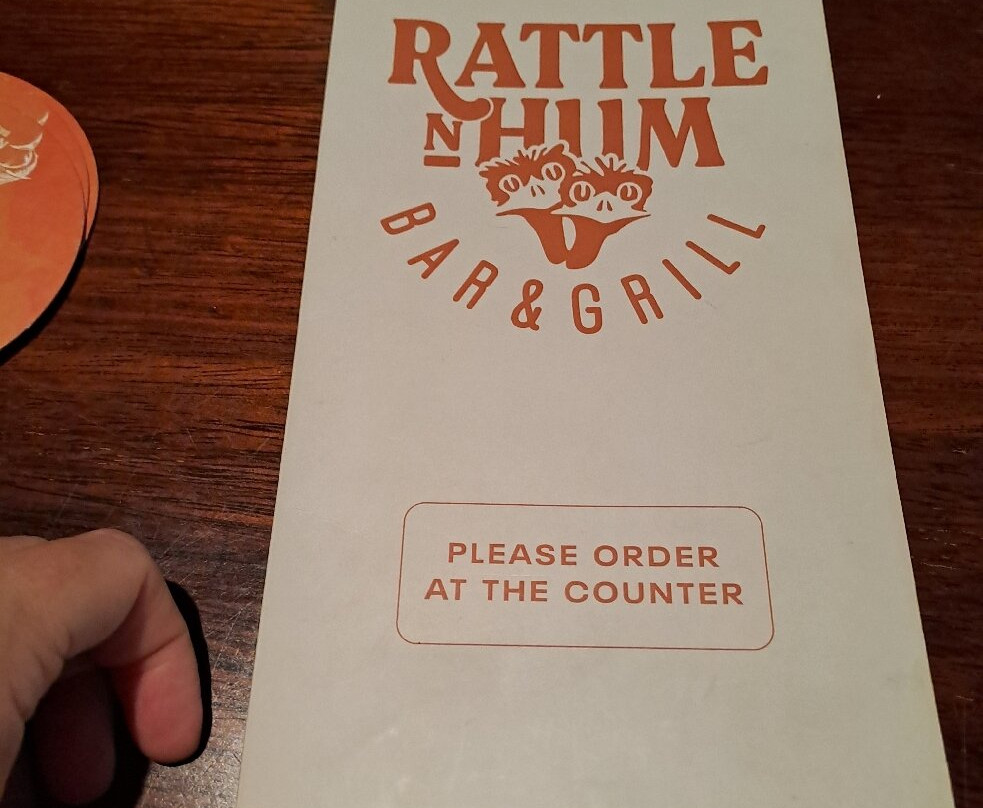 RATTLE
N HUM
BAR & GRILL
PLEASE ORDER
AT THE COUNTER